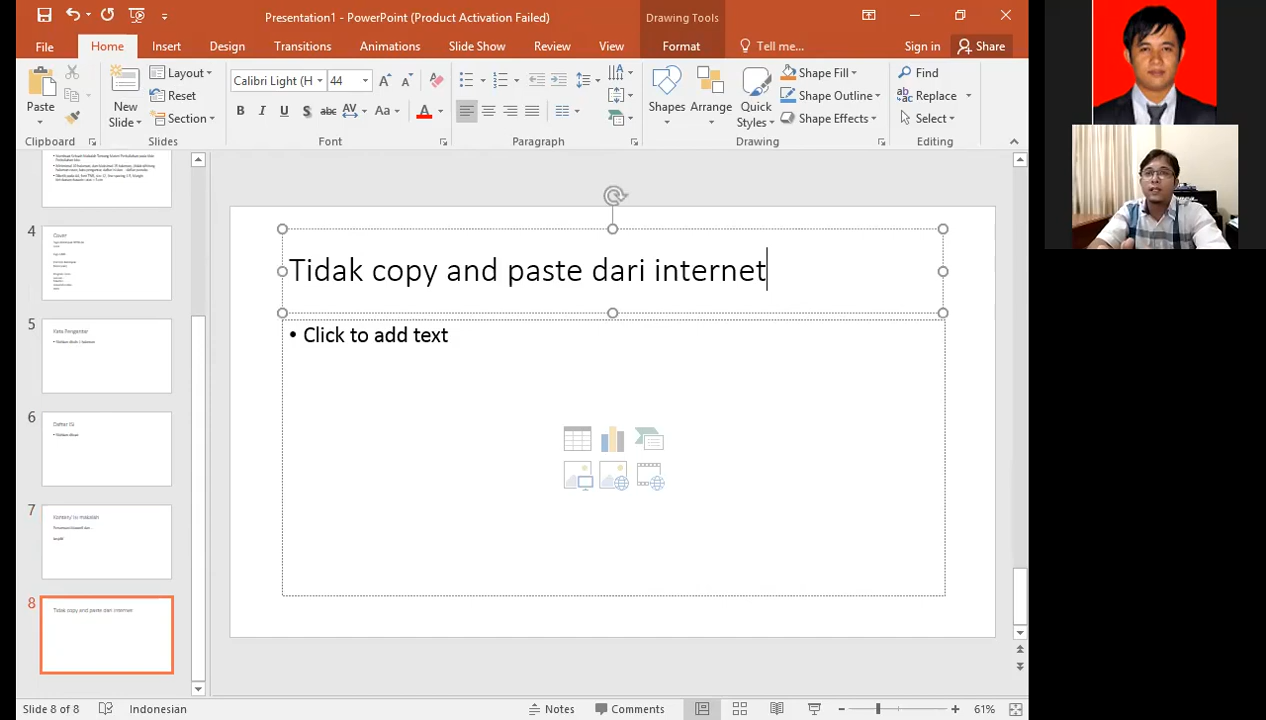 Presentation1 - PowerPoint (Product Activation Failed)
Drawing Tools
File
Home
Insert
Design
Transitions
Animations
Slide Show
Review
View
Format
Tell me...
Sign in
Share
Paste
New Slide
Layout
Reset
Section
Calibri Light (H
44
Aa
Shapes
Arrange
Quick Styles
Shape Fill
Shape Outline
Shape Effects
Find
Replace
Select
Clipboard
Slides
Font
Paragraph
Drawing
Editing
4
Cover
5
Kata Pengantar
6
Daftar Isi
7
8
Tidak copy and paste dari internet
Tidak copy and paste dari internet
• Click to add text
Slide 8 of 8
Indonesian
Notes
Comments
61%